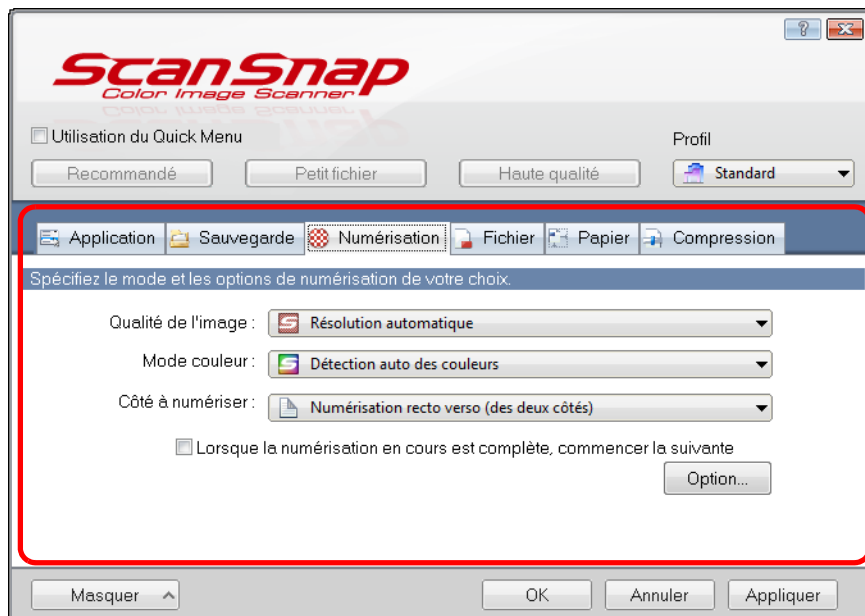 ScanSnap
Color Image Scanner
Utilisation du Quick Menu
Profil
Recommandé Petit fichier Haute qualité Standard
Application Sauvegarde Numérisation Fichier Papier Compression
Spécifiez le mode et les options de numérisation de votre choix.
Qualité de l'image : Résolution automatique
Mode couleur : Détection auto des couleurs
Côté à numériser : Numérisation recto verso (des deux côtés)
Lorsque la numérisation en cours est complète, commencer la suivante
Option...
Masquer OK Annuler Appliquer